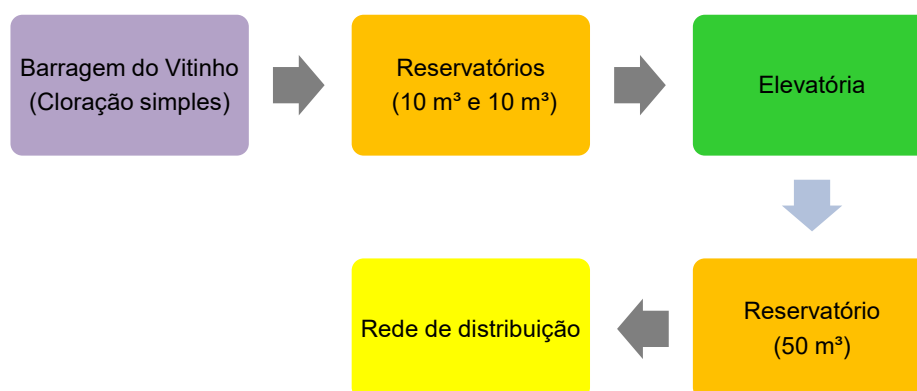 Barragem do Vitinho
(Cloração simples)
Reservatórios
(10 m³ e 10 m³)
Elevatória
Reservatório
(50 m³)
Rede de distribuição